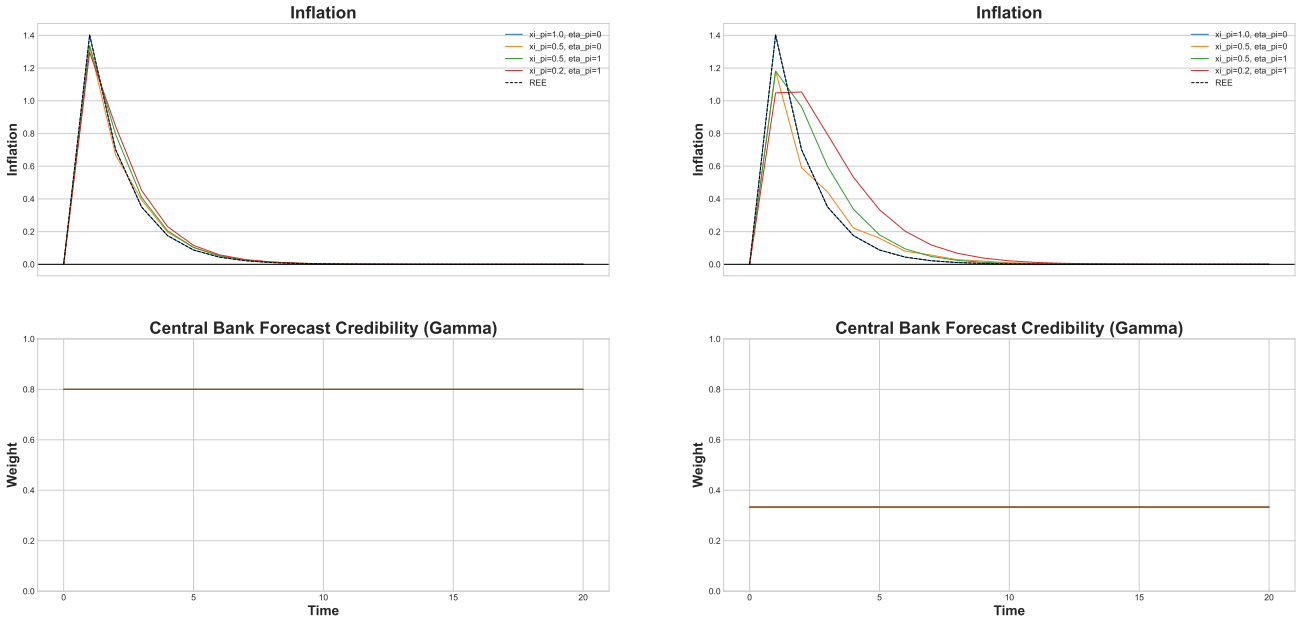 Inflation
1.4
1.2
1.0
0.8
0.6
0.4
0.2
0.0
Inflation
xi_pi=1.0, eta_pi=0
xi_pi=0.5, eta_pi=0
xi_pi=0.5, eta_pi=1
xi_pi=0.2, eta_pi=1
REE
Inflation
1.4
1.2
1.0
0.8
0.6
0.4
0.2
0.0
Inflation
xi_pi=1.0, eta_pi=0
xi_pi=0.5, eta_pi=0
xi_pi=0.5, eta_pi=1
xi_pi=0.2, eta_pi=1
REE
Central Bank Forecast Credibility (Gamma)
1.0
0.8
0.6
0.4
0.2
0.0
Weight
0 5 10 15 20
Time
Central Bank Forecast Credibility (Gamma)
1.0
0.8
0.6
0.4
0.2
0.0
Weight
0 5 10 15 20
Time